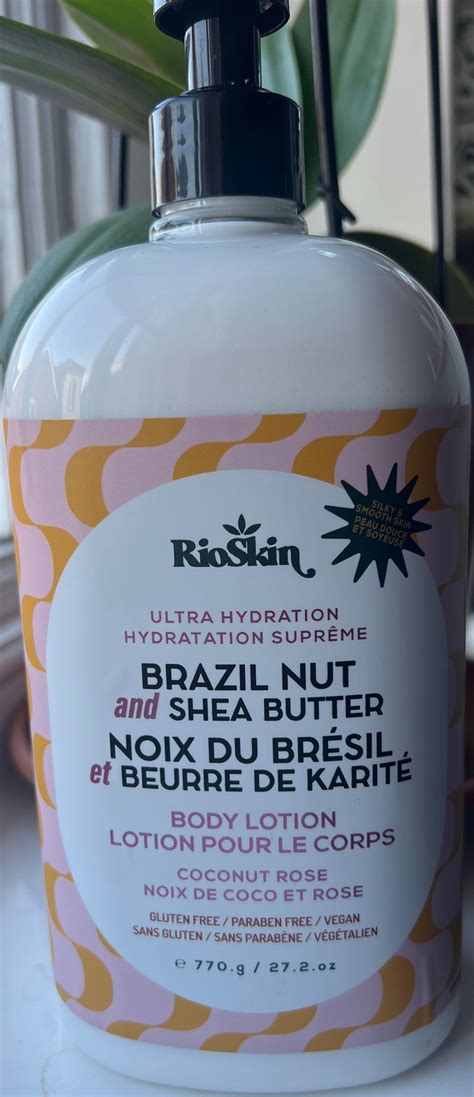 SILKY &
SMOOTH SKIN
PEAU DOUCE
ET SOYEUSE
RioSkin
ULTRA HYDRATION
HYDRATATION SUPRÊME
BRAZIL NUT
and SHEA BUTTER
NOIX DU BRÉSIL
et BEURRE DE KARITÉ
BODY LOTION
LOTION POUR LE CORPS
COCONUT ROSE
NOIX DE COCO ET ROSE
GLUTEN FREE / PARABEN FREE / VEGAN
SANS GLUTEN / SANS PARABÈNE / VÉGÉTALIEN
e 770.g / 27.2.oz